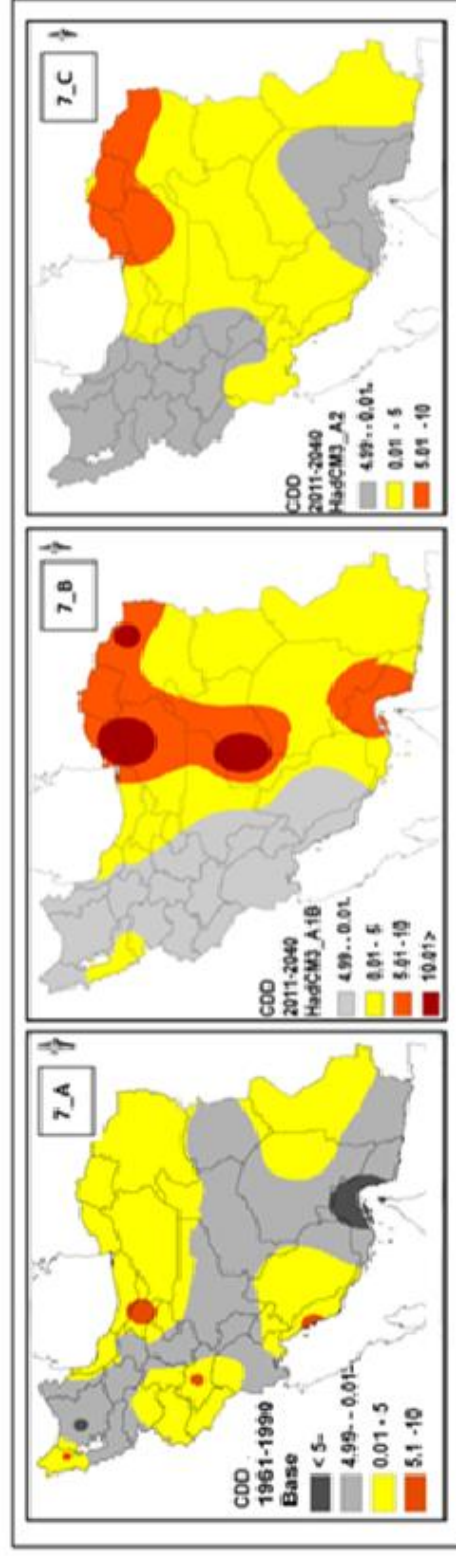 7_A
CDD
1961-1990
Base
< 5-
4.99- - 0.01-
0.01 - 5
5.1 -10
7_B
CDD
2011-2040
HadCM3_A1B
4.99 - - 0.01-
0.01 - 5
5.01 -10
10.01 >
7_C
CDD
2011-2040
HadCM3_A2
4.99 - - 0.01-
0.01 - 5
5.01 -10